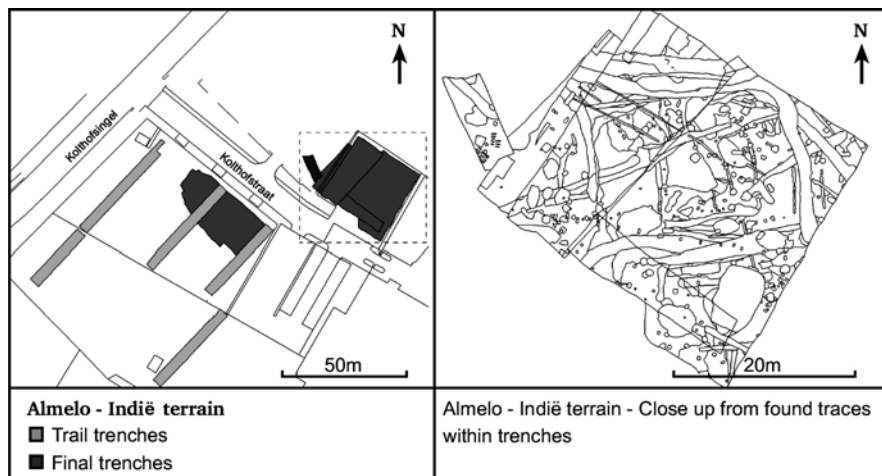 N
Kolthofsingel
Kolthofstraat
50m
N
20m
Almelo - Indië terrain
Trail trenches
Final trenches
Almelo - Indië terrain - Close up from found traces
within trenches